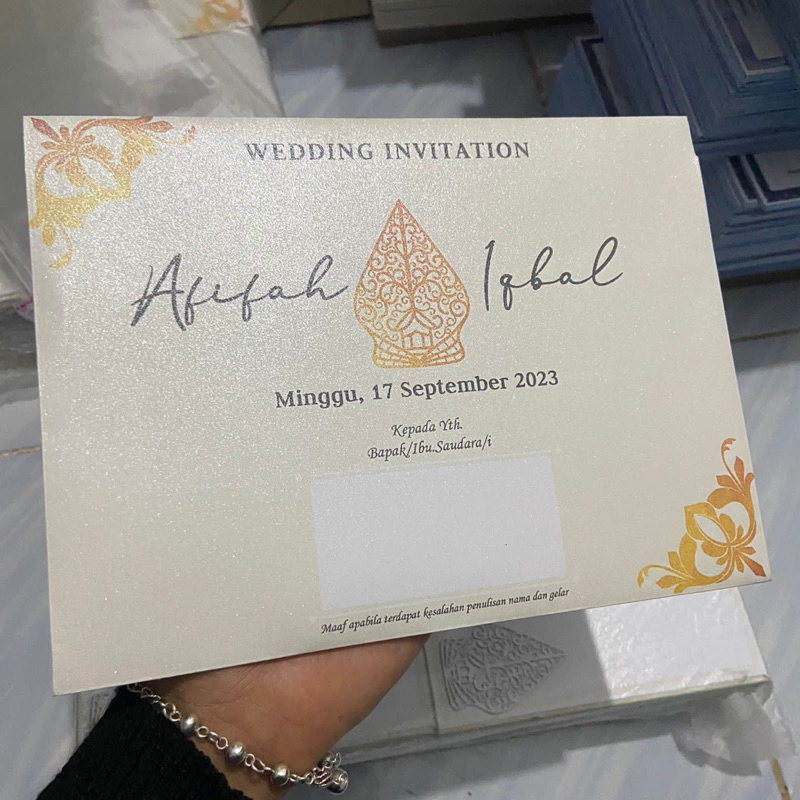 WEDDING INVITATION
Afifah Iqbal
Minggu, 17 September 2023
Kepada Yth.
Bapak/Ibu.Saudara/i
Maaf apabila terdapat kesalahan penulisan nama dan gelar